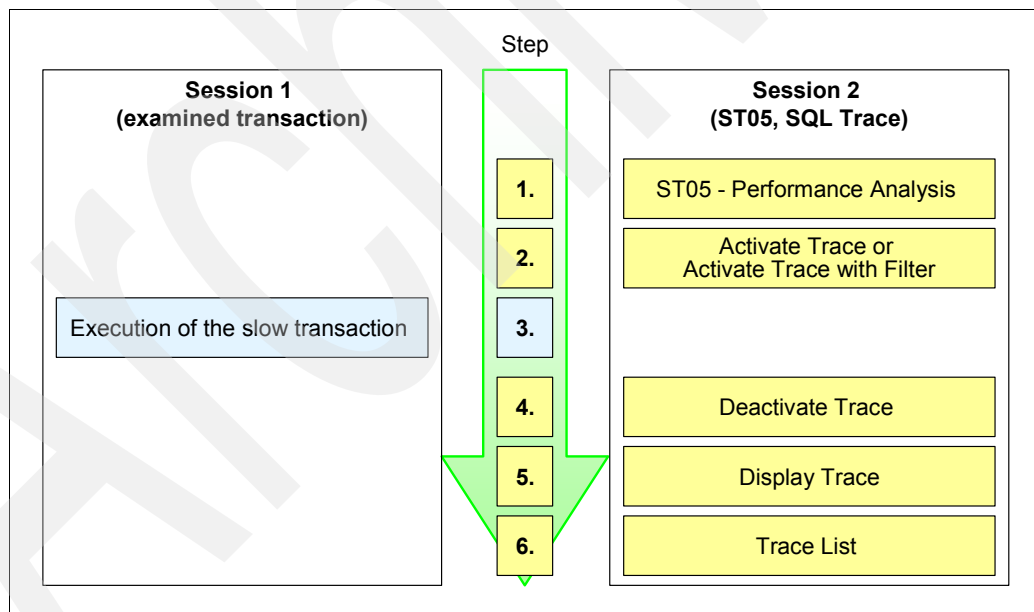 Step
Session 1
(examined transaction)
Session 2
(ST05, SQL Trace)
1.
ST05 - Performance Analysis
2.
Activate Trace or
Activate Trace with Filter
Execution of the slow transaction
3.
4.
Deactivate Trace
5.
Display Trace
6.
Trace List